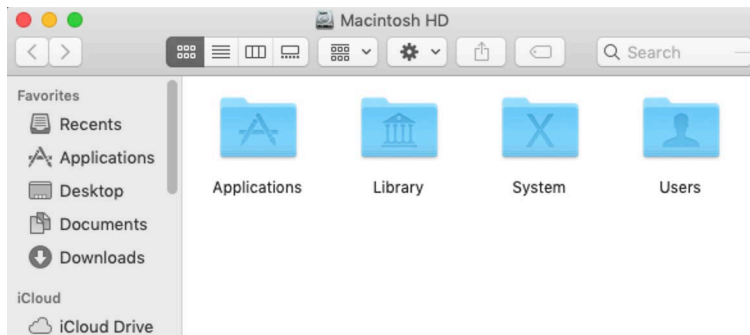 Macintosh HD
Search
Favorites
Recents
Applications
Desktop
Documents
Downloads
iCloud
iCloud Drive
Applications
Library
System
Users